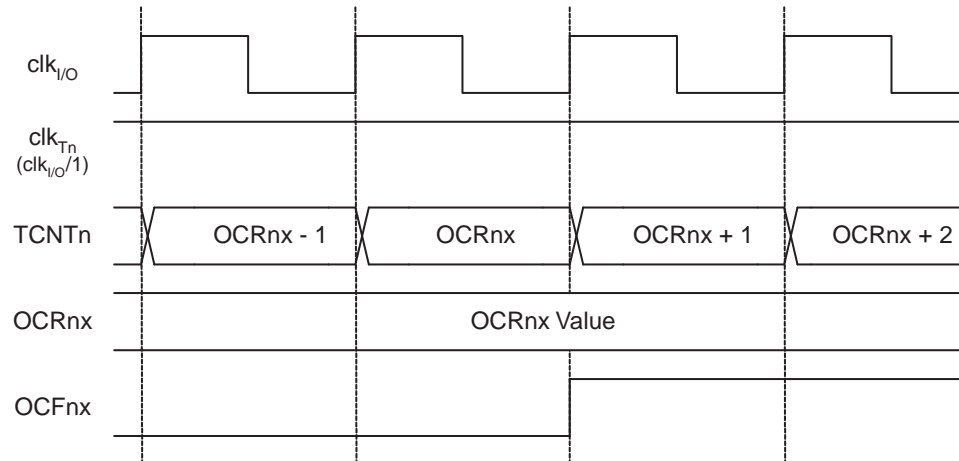 clkI/O
clkTn
(clkI/O/1)
TCNTn
OCRnx - 1
OCRnx
OCRnx + 1
OCRnx + 2
OCRnx
OCRnx Value
OCFnx